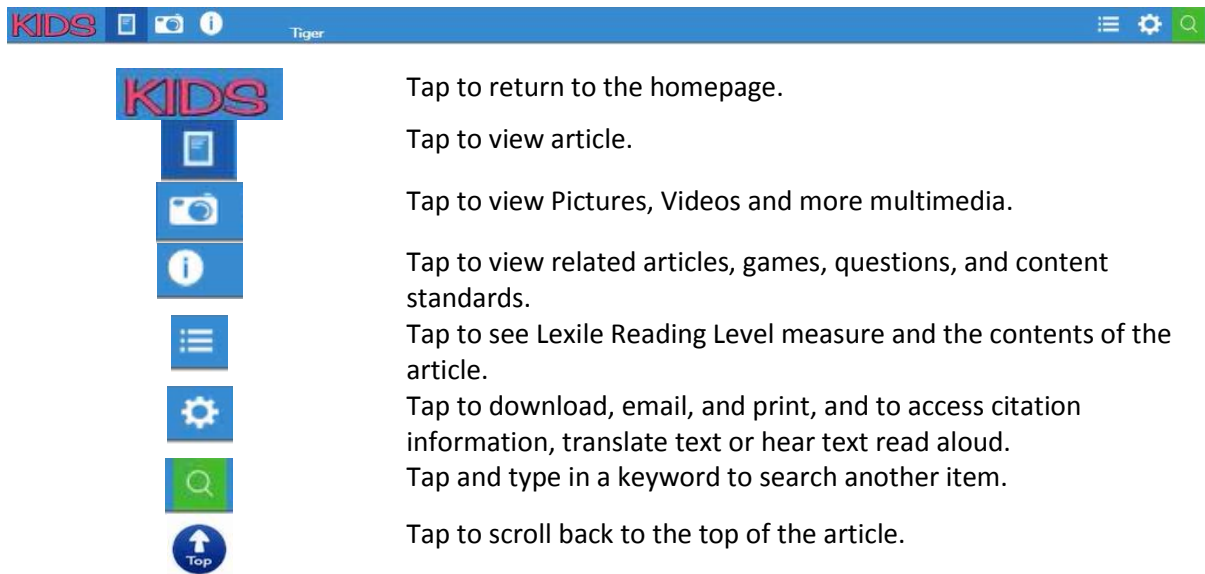 KIDS Tiger
KIDS Tap to return to the homepage.
Tap to view article.
Tap to view Pictures, Videos and more multimedia.
Tap to view related articles, games, questions, and content
standards.
Tap to see Lexile Reading Level measure and the contents of the
article.
Tap to download, email, and print, and to access citation
information, translate text or hear text read aloud.
Tap and type in a keyword to search another item.
Top Tap to scroll back to the top of the article.